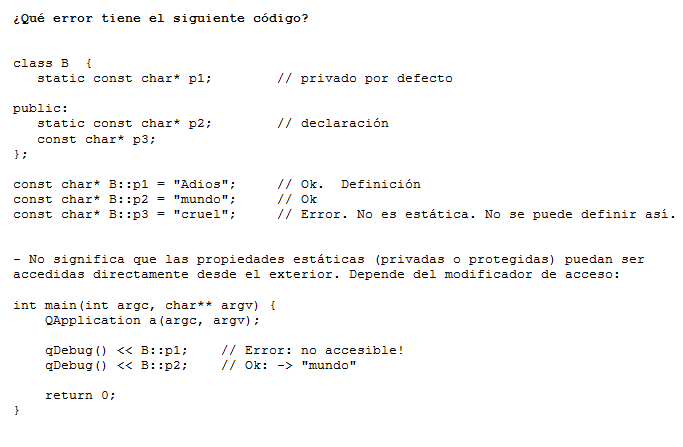 ¿Qué error tiene el siguiente código?
class B  {
   static const char* p1;        // privado por defecto
public:
   static const char* p2;        // declaración
   const char* p3;
};
const char* B::p1 = "Adios";     // Ok.  Definición
const char* B::p2 = "mundo";     // Ok
const char* B::p3 = "cruel";     // Error. No es estática. No se puede definir así.
- No significa que las propiedades estáticas (privadas o protegidas) puedan ser
accedidas directamente desde el exterior. Depende del modificador de acceso:
int main(int argc, char** argv) {
    QApplication a(argc, argv);
    qDebug() << B::p1;    // Error: no accesible!
    qDebug() << B::p2;    // Ok: -> "mundo"
    return 0;
}